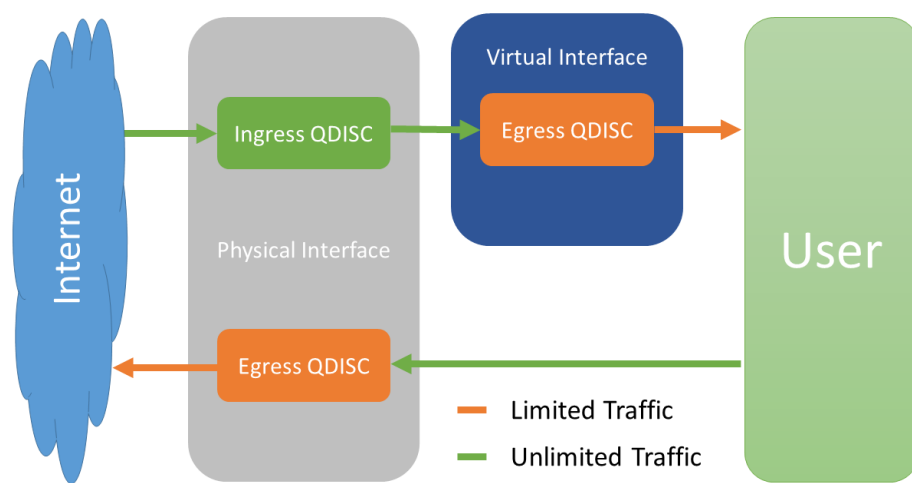 Internet
Ingress QDISC
Physical Interface
Egress QDISC
Virtual Interface
Egress QDISC
User
Limited Traffic
Unlimited Traffic